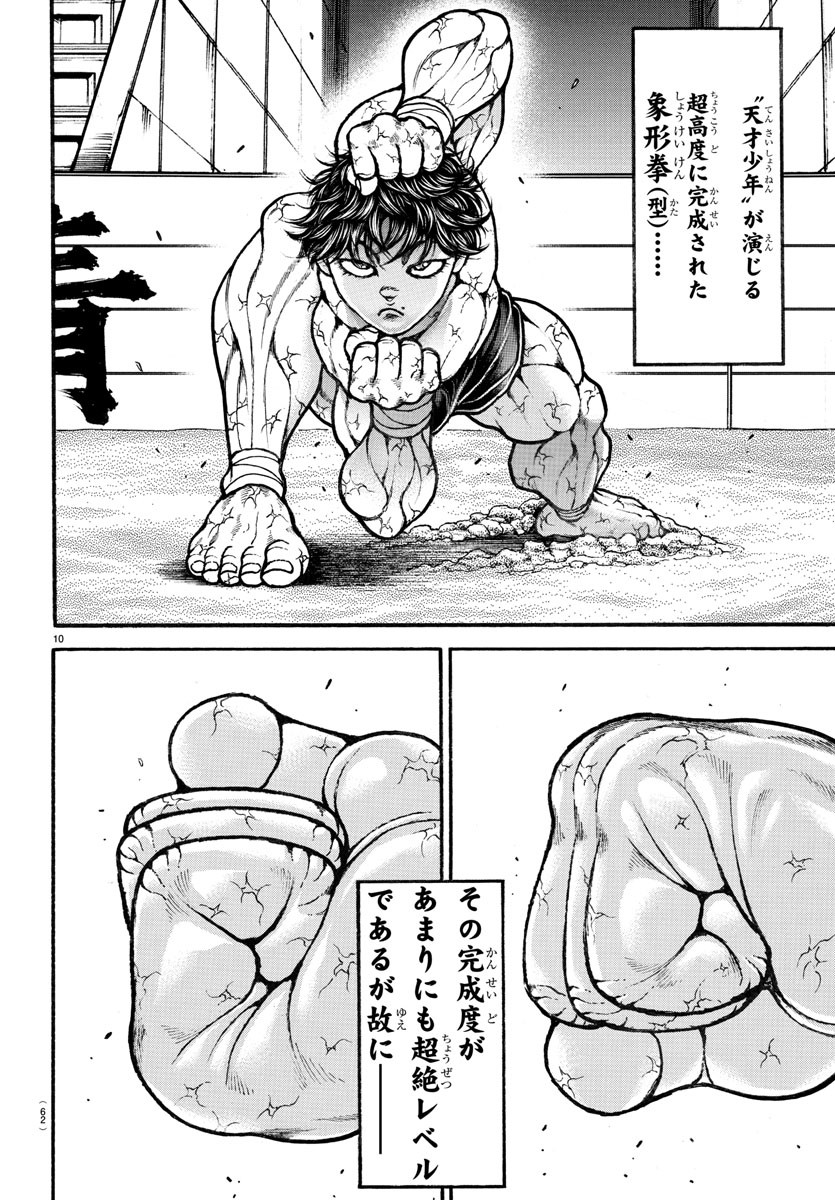 〝天才少年〟が演じる
超高度に完成された
象形拳(型)……
青
10
その完成度が
あまりにも超絶レベル
であるが故に───
(62)